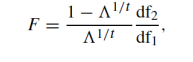 F = \frac{1 - Λ^{1/t}}{Λ^{1/t}} \frac{df_2}{df_1},